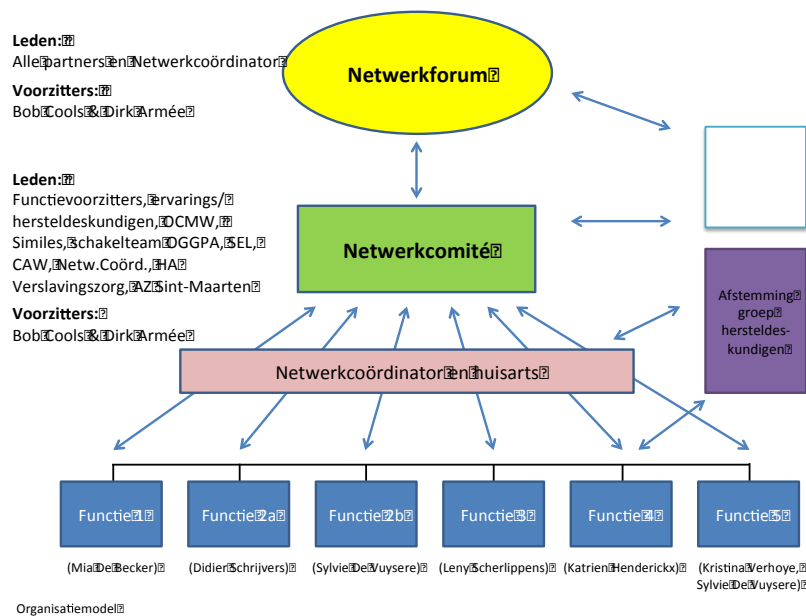 Leden:
Alle partners en Netwerkcoördinator
Voorzitters:
Bob Cools & Dirk Armée
Netwerkforum
Leden:
Functievoorzitters, ervarings/
hersteldeskundigen, OCMW,
Similes, schakelteam OGGPA, SEL,
CAW, Netw.Coörd., HA
Verslavingszorg, AZ Sint-Maarten
Voorzitters:
Bob Cools & Dirk Armée
Netwerkcomité
Afstemming
groep
hersteldes-
kundigen
Netwerkcoördinator en huisarts
Functie 1
Functie 2a
Functie 2b
Functie 3
Functie 4
Functie 5
(Mia De Becker)
(Didier Schrijvers)
(Sylvie De Vuysere)
(Leny Scherlippens)
(Katrien Henderickx)
(Kristina Verhoye,
Sylvie De Vuysere)
Organisatiemodel